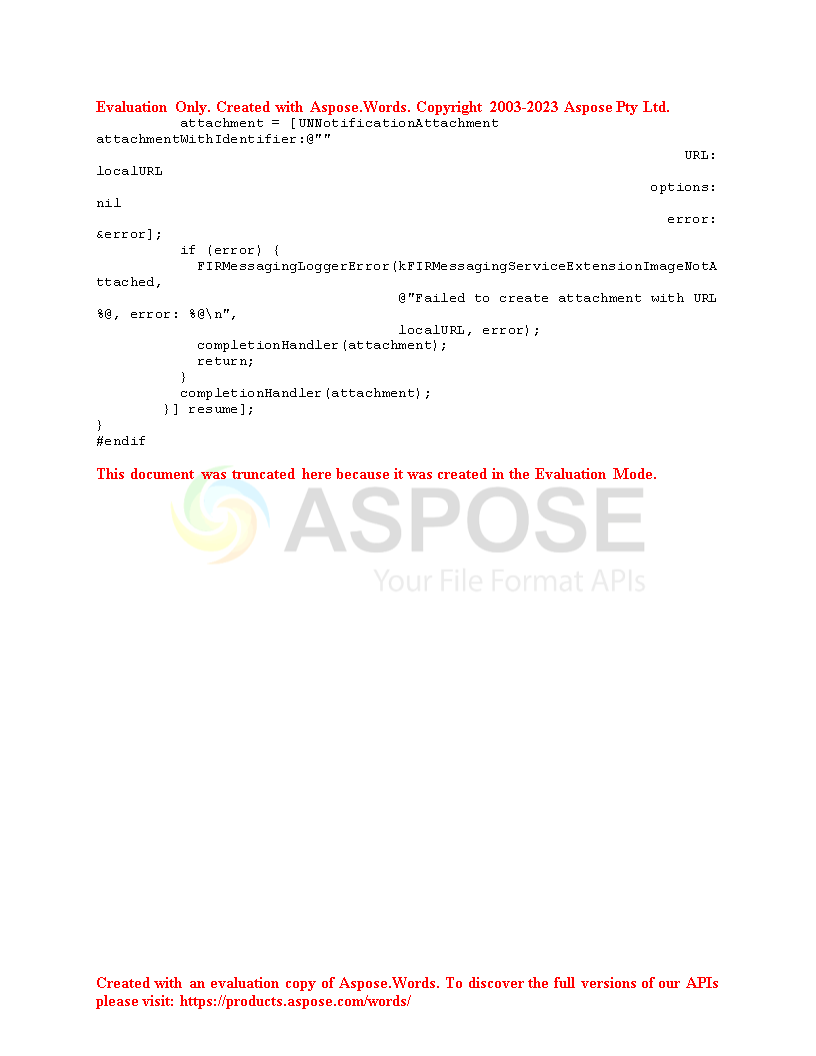 Evaluation Only. Created with Aspose.Words. Copyright 2003-2023 Aspose Pty Ltd.
attachment = [UNNotificationAttachment
attachmentWithIdentifier:@""
URL:
localURL
options:
nil
error:
&error];
if (error) {
FIRMessagingLoggerError(kFIRMessagingServiceExtensionImageNotA
ttached,
@"Failed to create attachment with URL
%@, error: %@\n",
localURL, error);
completionHandler(attachment);
return;
}
completionHandler(attachment);
}] resume];
}
#endif
This document was truncated here because it was created in the Evaluation Mode.
ASPOSE
Your File Format APIs
Created with an evaluation copy of Aspose.Words. To discover the full versions of our APIs
please visit: https://products.aspose.com/words/